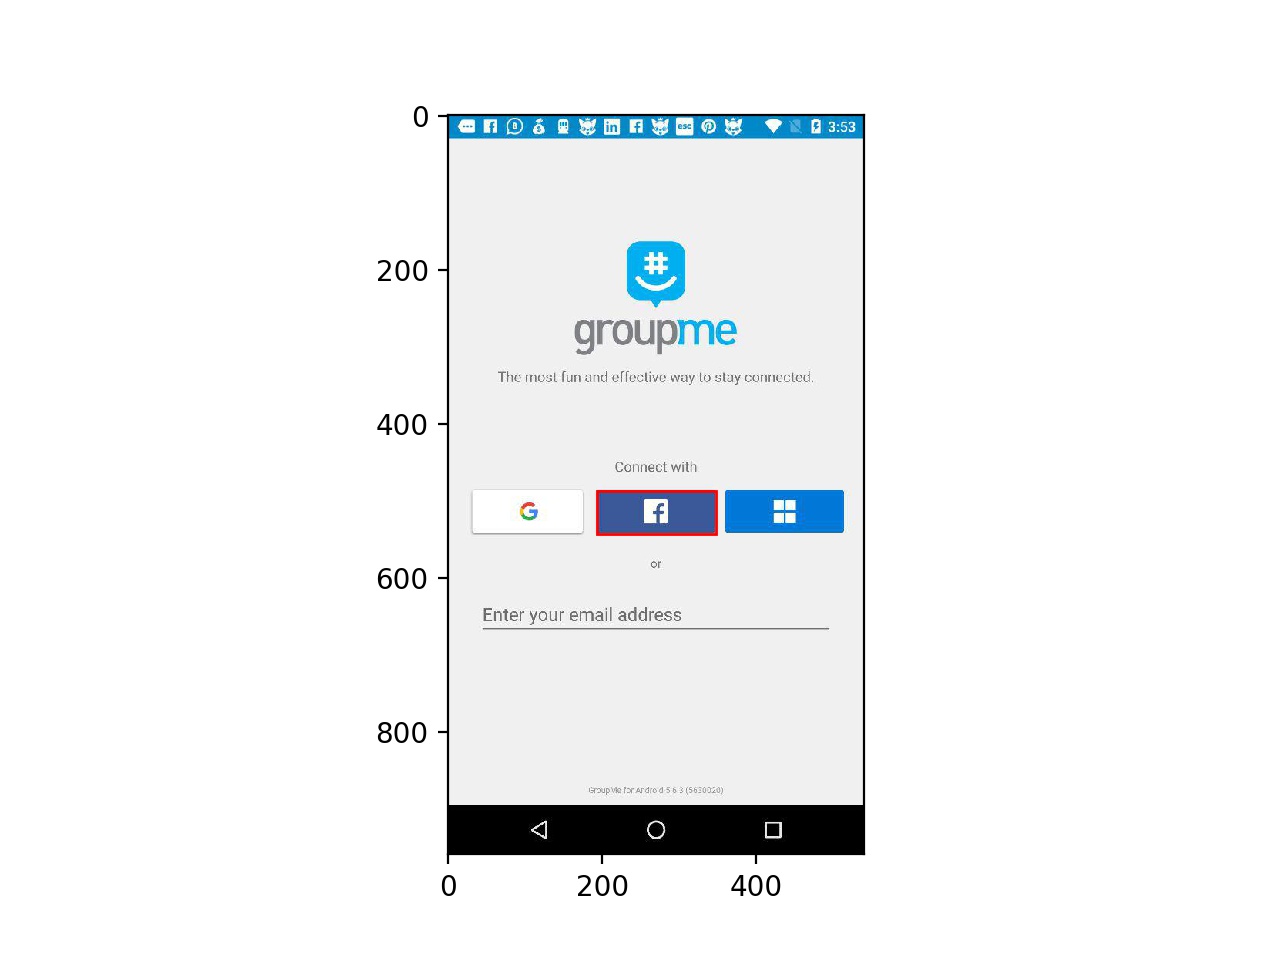 0
200
400
600
800
esc
3:53
#
groupme
The most fun and effective way to stay connected.
Connect with
G
f
or
Enter your email address
GroupMe for Android 5.6.3 (5630020)
0
200
400